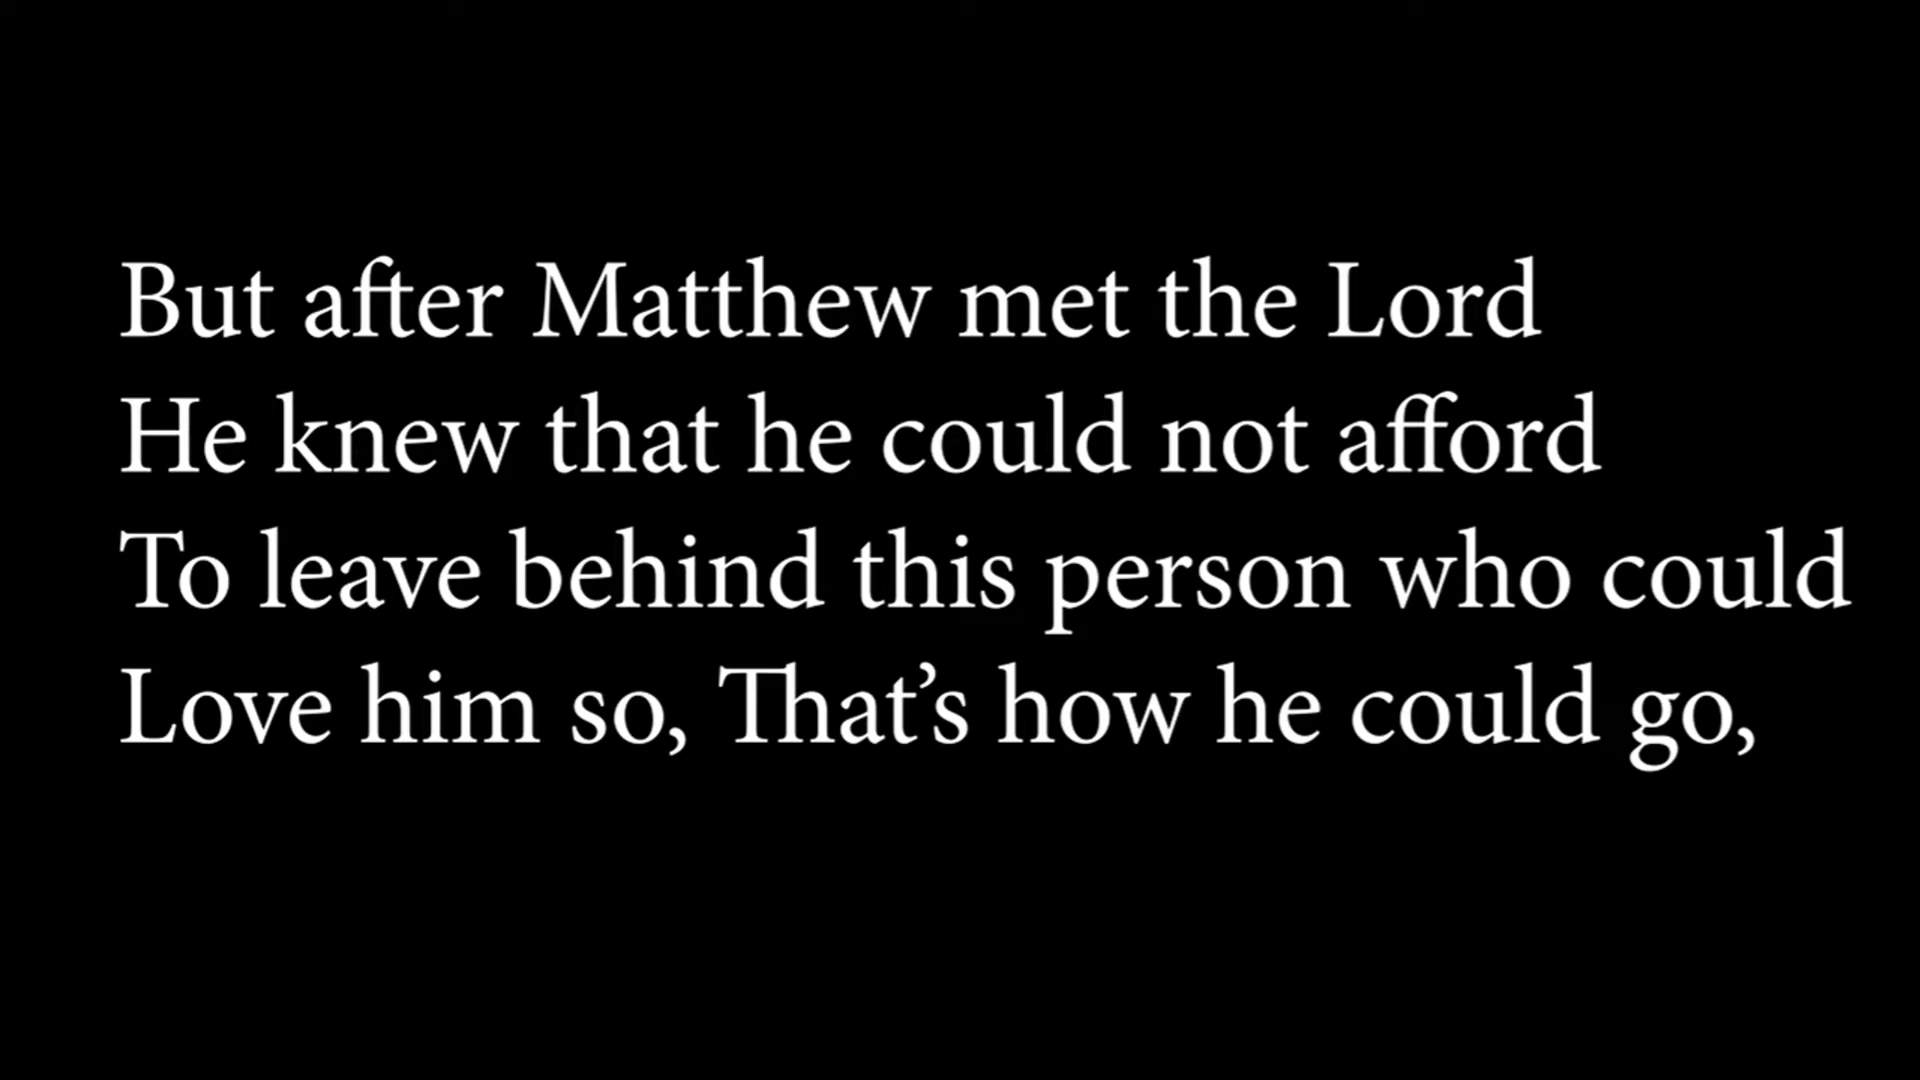 But after Matthew met the Lord
He knew that he could not afford
To leave behind this person who could
Love him so, That’s how he could go,